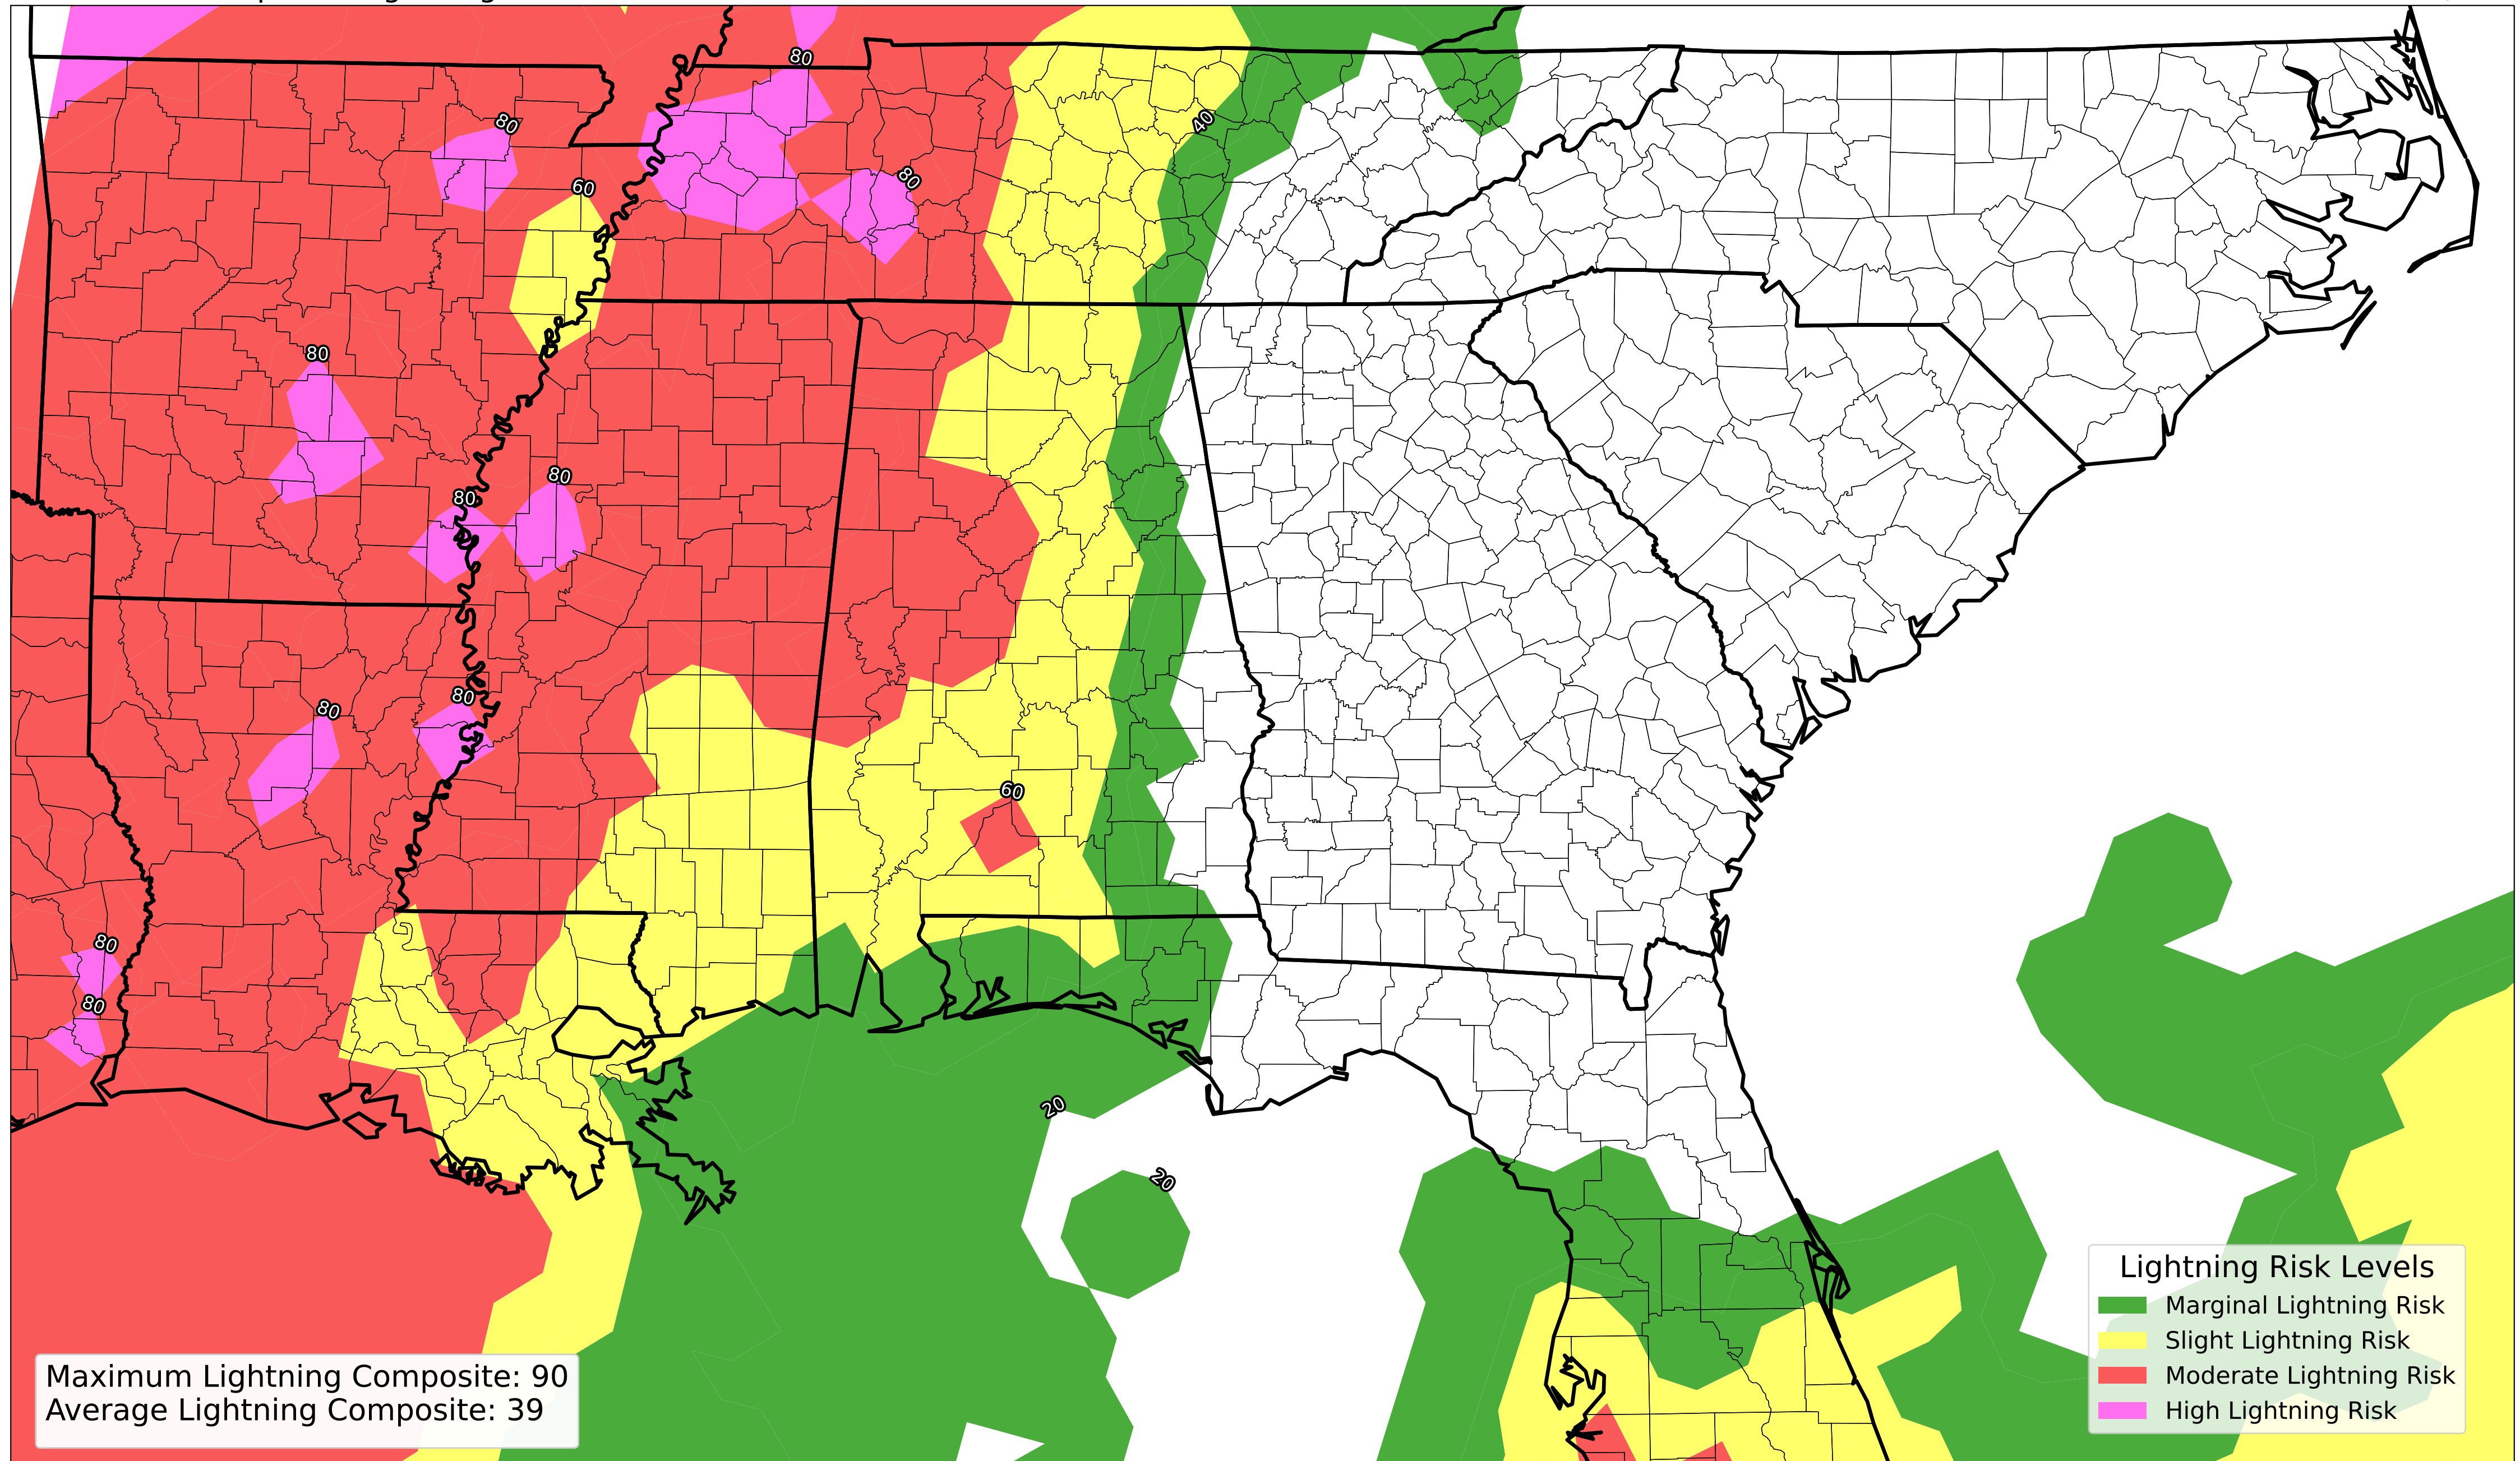 80
80
60
80
40
80
80
80
80
80
60
80
80
20
20
Lightning Risk Levels
Marginal Lightning Risk
Slight Lightning Risk
Moderate Lightning Risk
High Lightning Risk
Maximum Lightning Composite: 90
Average Lightning Composite: 39